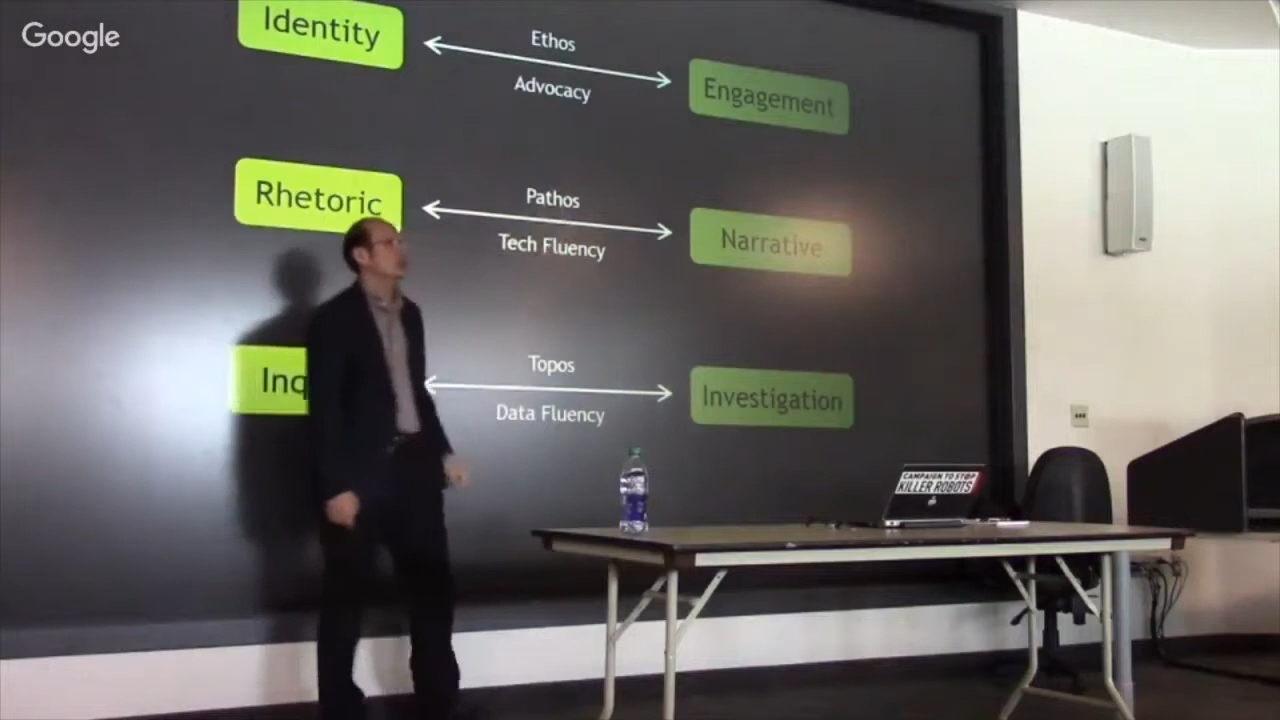 Google
Identity
Ethos
Advocacy
Engagement
Rhetoric
Pathos
Tech Fluency
Narrative
Inq
Topos
Data Fluency
Investigation
CAMPAIGN TO STOP
KILLER ROBOTS